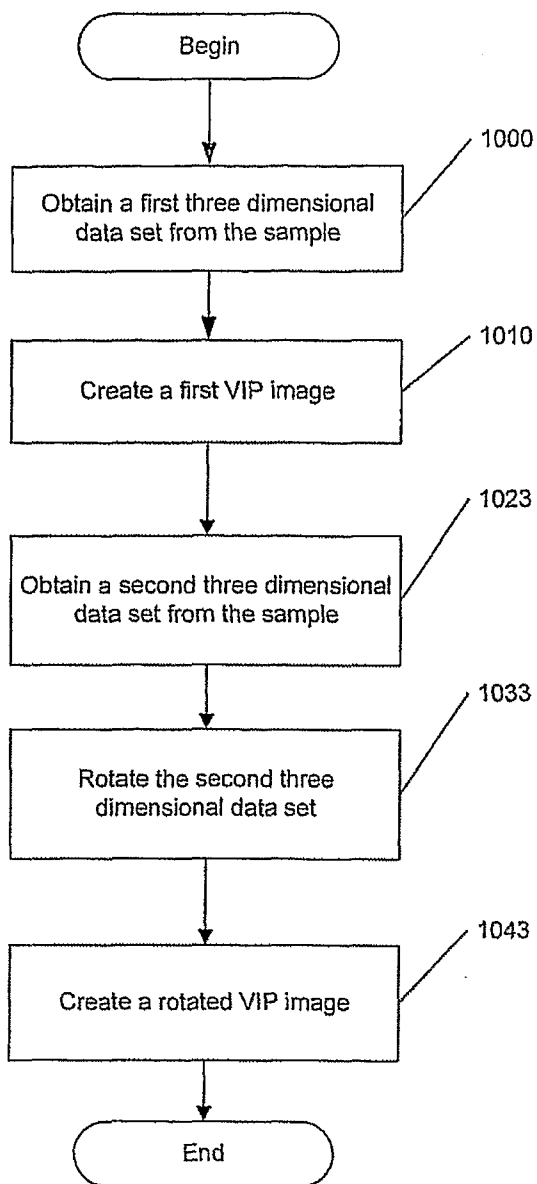 Begin
1000
Obtain a first three dimensional
data set from the sample
1010
Create a first VIP image
1023
Obtain a second three dimensional
data set from the sample
1033
Rotate the second three
dimensional data set
1043
Create a rotated VIP image
End